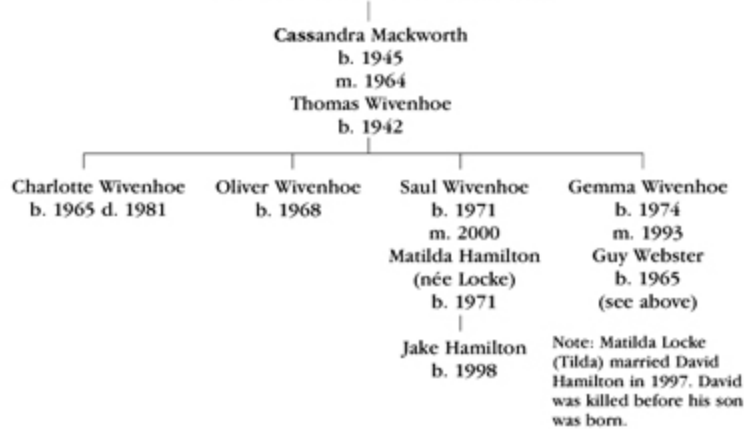 Cassandra Mackworth
b. 1945
m. 1964
Thomas Wivenhoe
b. 1942
Charlotte Wivenhoe
b. 1965 d. 1981
Oliver Wivenhoe
b. 1968
Saul Wivenhoe
b. 1971
m. 2000
Matilda Hamilton
(née Locke)
b. 1971
Jake Hamilton
b. 1998
Gemma Wivenhoe
b. 1974
m. 1993
Guy Webster
b. 1965
(see above)
Note: Matilda Locke
(Tilda) married David
Hamilton in 1997. David
was killed before his son
was born.